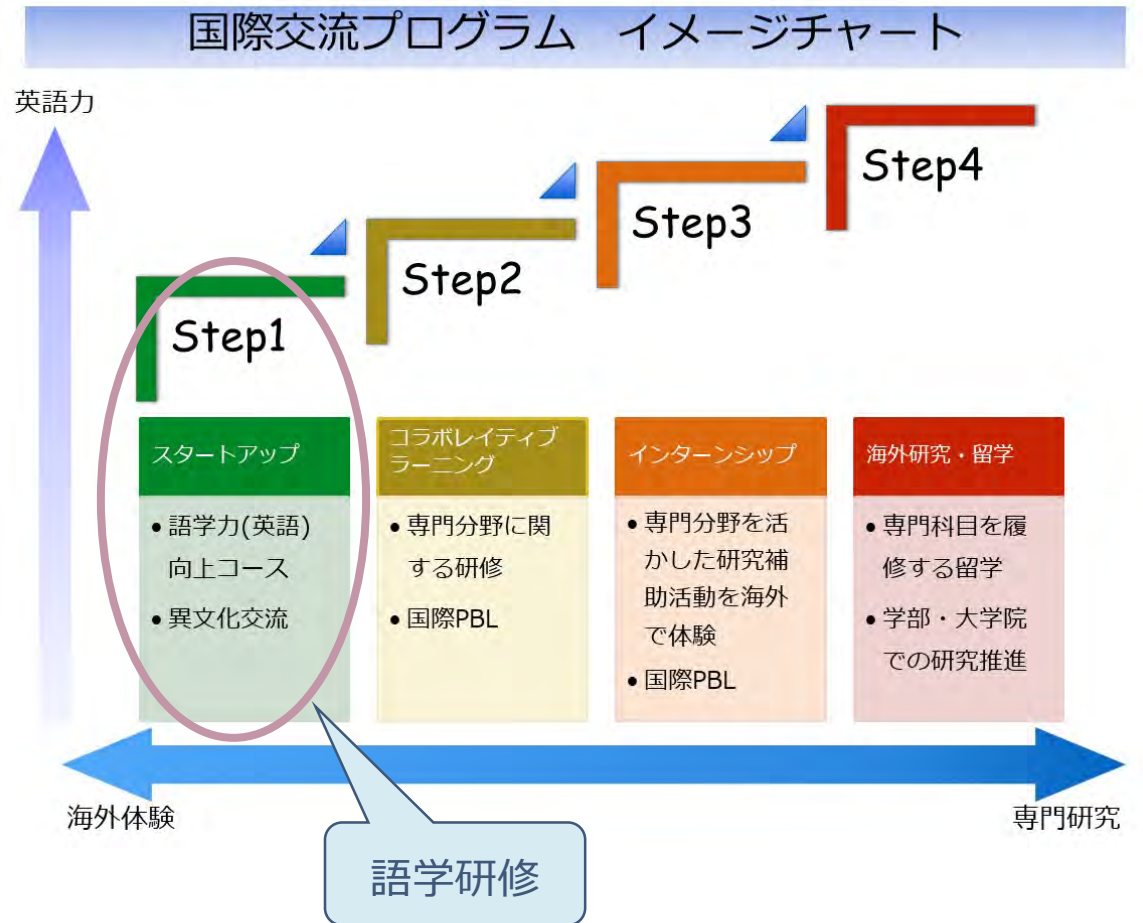 国際交流プログラム　イメージチャート
英語力
Step1
Step2
Step3
Step4
スタートアップ
• 語学力(英語)
向上コース
• 異文化交流
コラボレイティブ
ラーニング
• 専門分野に関
する研修
• 国際PBL
インターンシップ
• 専門分野を活
かした研究補
助活動を海外
で体験
• 国際PBL
海外研究・留学
• 専門科目を履
修する留学
• 学部・大学院
での研究推進
海外体験
専門研究
語学研修